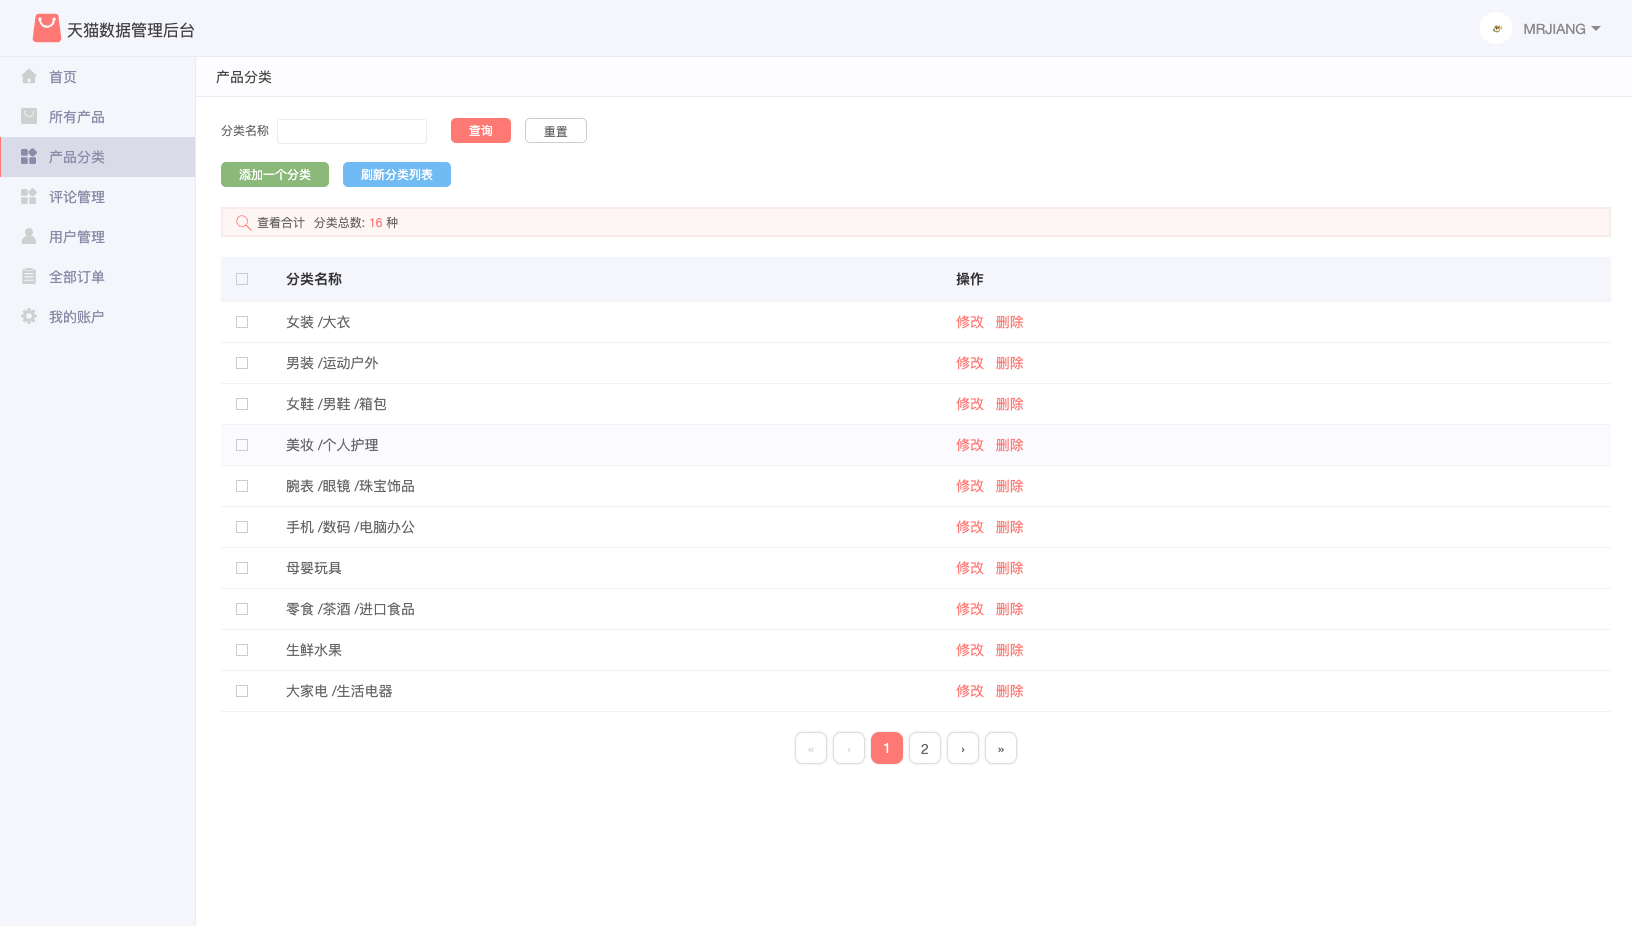 天猫数据管理后台
MRJIANG
首页
所有产品
产品分类
评论管理
用户管理
全部订单
我的账户
产品分类
分类名称 查询 重置
添加一个分类 刷新分类列表
查看合计 分类总数: 16 种
分类名称 操作
女装 /大衣 修改 删除
男装 /运动户外 修改 删除
女鞋 /男鞋 /箱包 修改 删除
美妆 /个人护理 修改 删除
腕表 /眼镜 /珠宝饰品 修改 删除
手机 /数码 /电脑办公 修改 删除
母婴玩具 修改 删除
零食 /茶酒 /进口食品 修改 删除
生鲜水果 修改 删除
大家电 /生活电器 修改 删除
« ‹ 1 2 › »